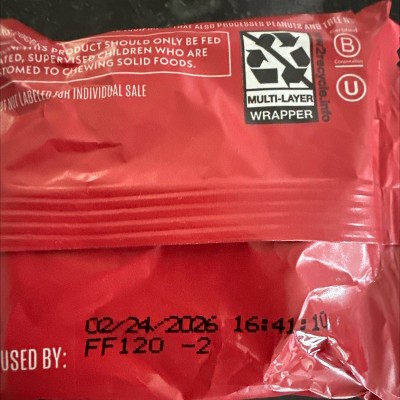 THAT ALSO PROCESSES PEANUTS AND TREE
THIS PRODUCT SHOULD ONLY BE FED
SUPERVISED CHILDREN WHO ARE
TOMED TO CHEWING SOLID FOODS.
NOT LABELED FOR INDIVIDUAL SALE
MULTI-LAYER
WRAPPER
how2recycle.info
Certified
B
Corporation
U
02/24/2026 16:41:10
USED BY: FF120 -2